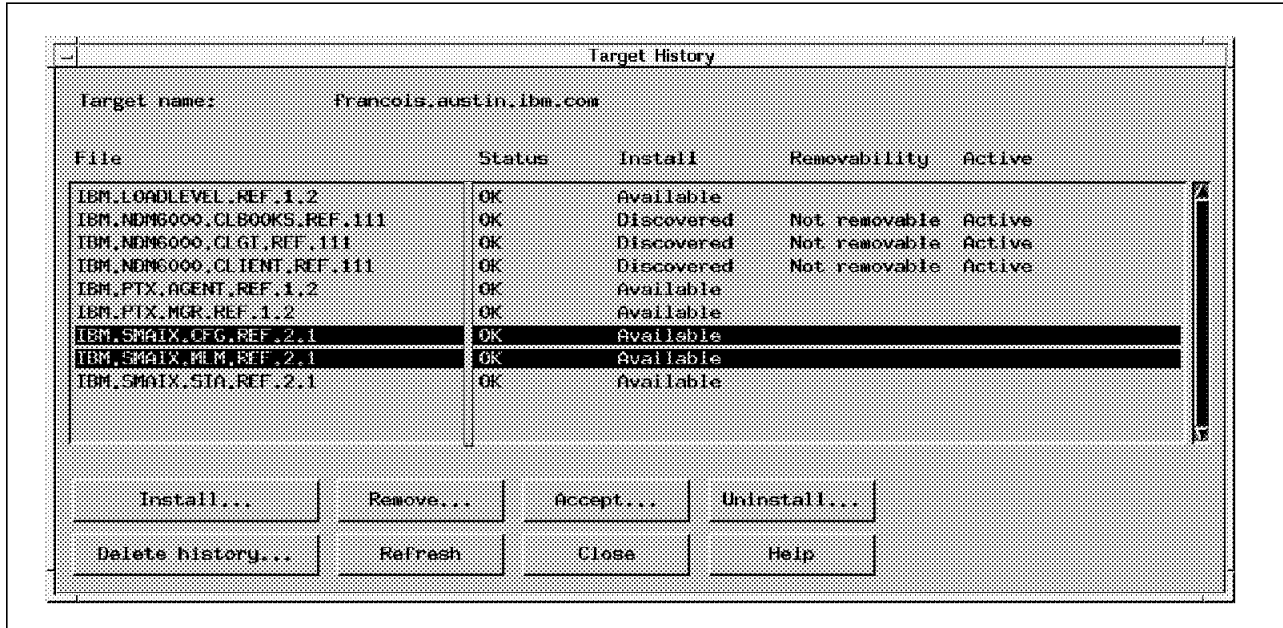 Target History
Target name: francois.austin.ibm.com
File Status Install Removability Active
IBM.LOADLEVEL.REF.1.2 OK Available
IBM.NDM6000.CLBOOKS.REF.111 OK Discovered Not removable Active
IBM.NDM6000.CLGI.REF.111 OK Discovered Not removable Active
IBM.NDM6000.CLIENT.REF.111 OK Discovered Not removable Active
IBM.PTX.AGENT.REF.1.2 OK Available
IBM.PTX.MGR.REF.1.2 OK Available
IBM.SMAIX.CFG.REF.2.1 OK Available
IBM.SMAIX.MLM.REF.2.1 OK Available
IBM.SMAIX.SIA.REF.2.1 OK Available
Install... Remove... Accept... Uninstall...
Delete history... Refresh Close Help